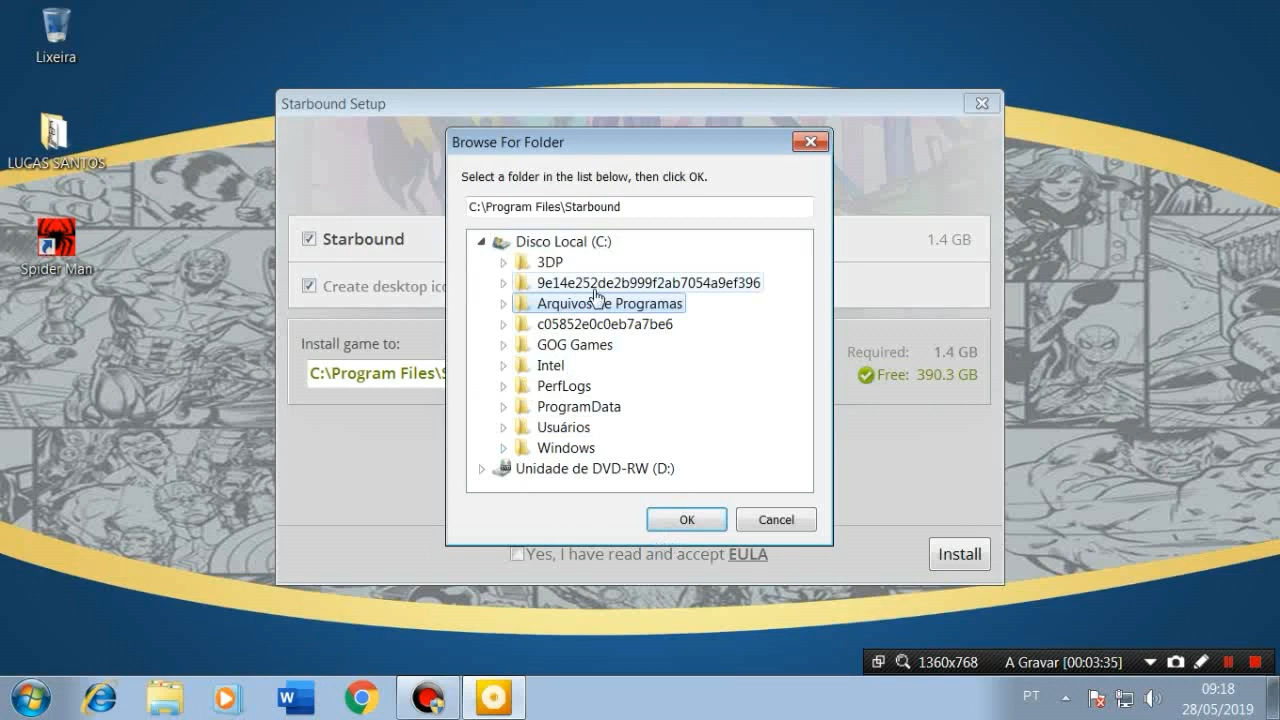 Lixeira
LUCAS SANTOS
Spider Man
Starbound Setup
Browse For Folder
Select a folder in the list below, then click OK.
C:\Program Files\Starbound
Disco Local (C:)
3DP
9e14e252de2b999f2ab7054a9ef396
Arquivos de Programas
c05852e0c0eb7a7be6
GOG Games
Intel
PerfLogs
ProgramData
Usuários
Windows
Unidade de DVD-RW (D:)
OK
Cancel
Starbound
1.4 GB
Create desktop ico
Install game to:
C:\Program Files\S
Required: 1.4 GB
Free: 390.3 GB
Yes, I have read and accept EULA
Install
1360x768
A Gravar [00:03:35]
PT
09:18
28/05/2019